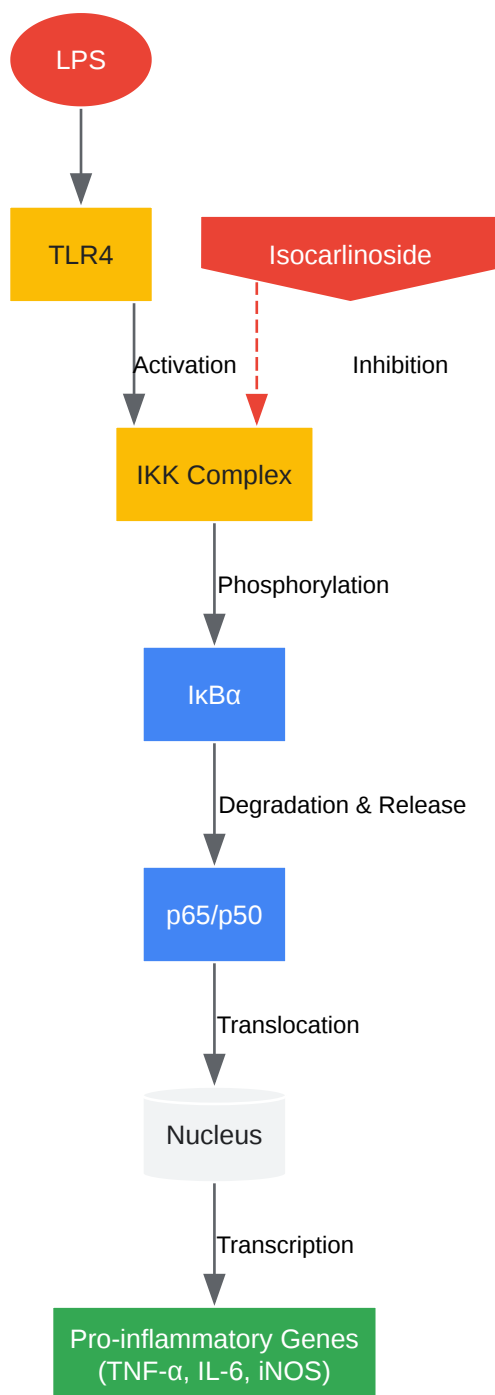 LPS
TLR4
Isocarlinoside
Activation
Inhibition
IKK Complex
Phosphorylation
IκBα
Degradation & Release
p65/p50
Translocation
Nucleus
Transcription
Pro-inflammatory Genes
(TNF-α, IL-6, iNOS)